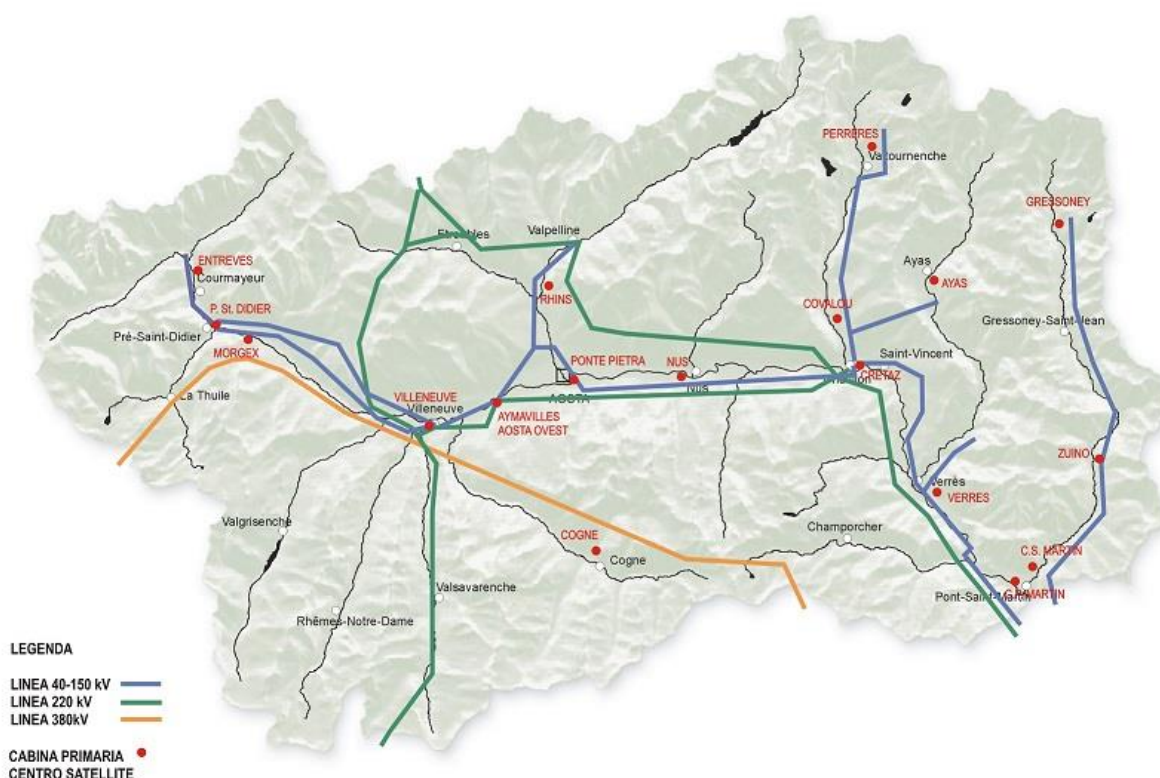 PERRERES
Valtournenche
GRESSONEY
Etroubles
Valpelline
ENTREVES
Courmayeur
Ayas
AYAS
RHINS
COVALOU
P. St. DIDIER
Pré-Saint-Didier
Gressoney-Saint-Jean
MORGEX
Saint-Vincent
PONTE PIETRA
NUS
CRETAZ
Nus
La Thuile
VILLENEUVE
Villeneuve
AOSTA
AYMAVILLES
AOSTA OVEST
ZUINO
Verrès
VERRES
Valgrisenche
Champorcher
COGNE
Cogne
C.S. MARTIN
Valsavarenche
Pont-Saint-Martin
Rhêmes-Notre-Dame
LEGENDA
LINEA 40-150 kV
LINEA 220 kV
LINEA 380kV
CABINA PRIMARIA
CENTRO SATELLITE